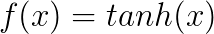 f(x) = tanh(x)